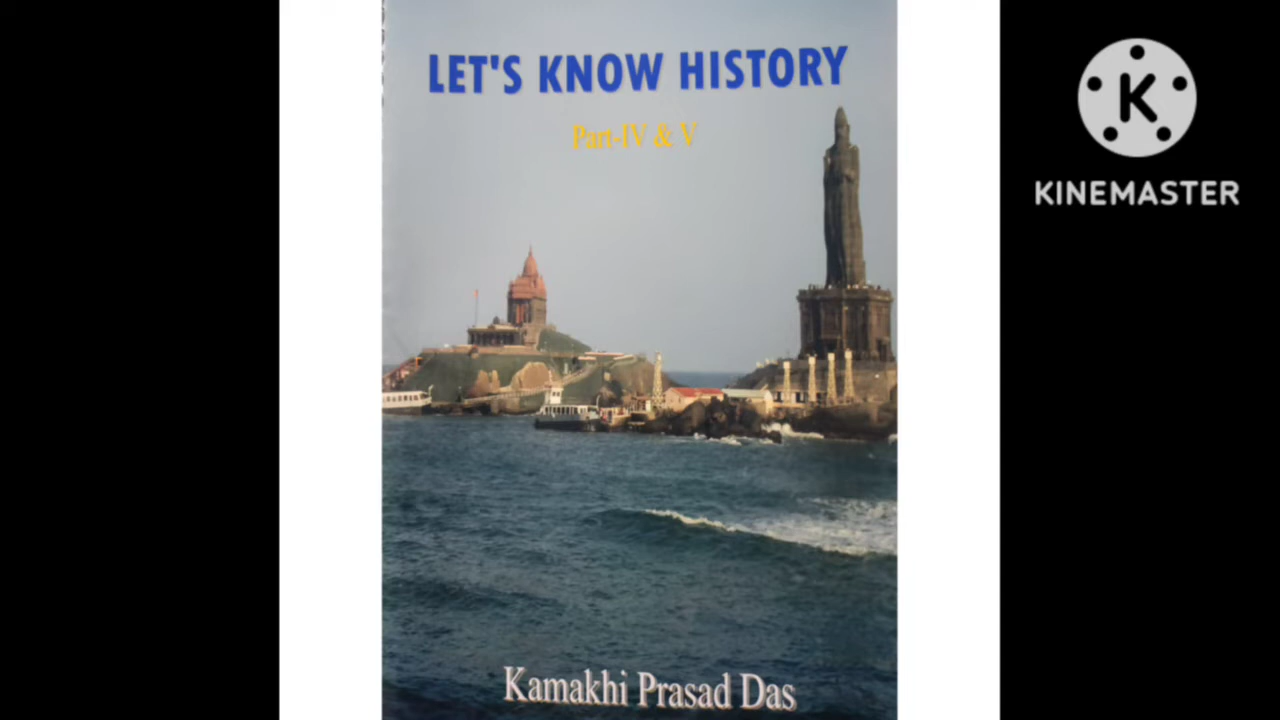 LET'S KNOW HISTORY
Part-IV & V
Kamakhi Prasad Das
K
KINEMASTER